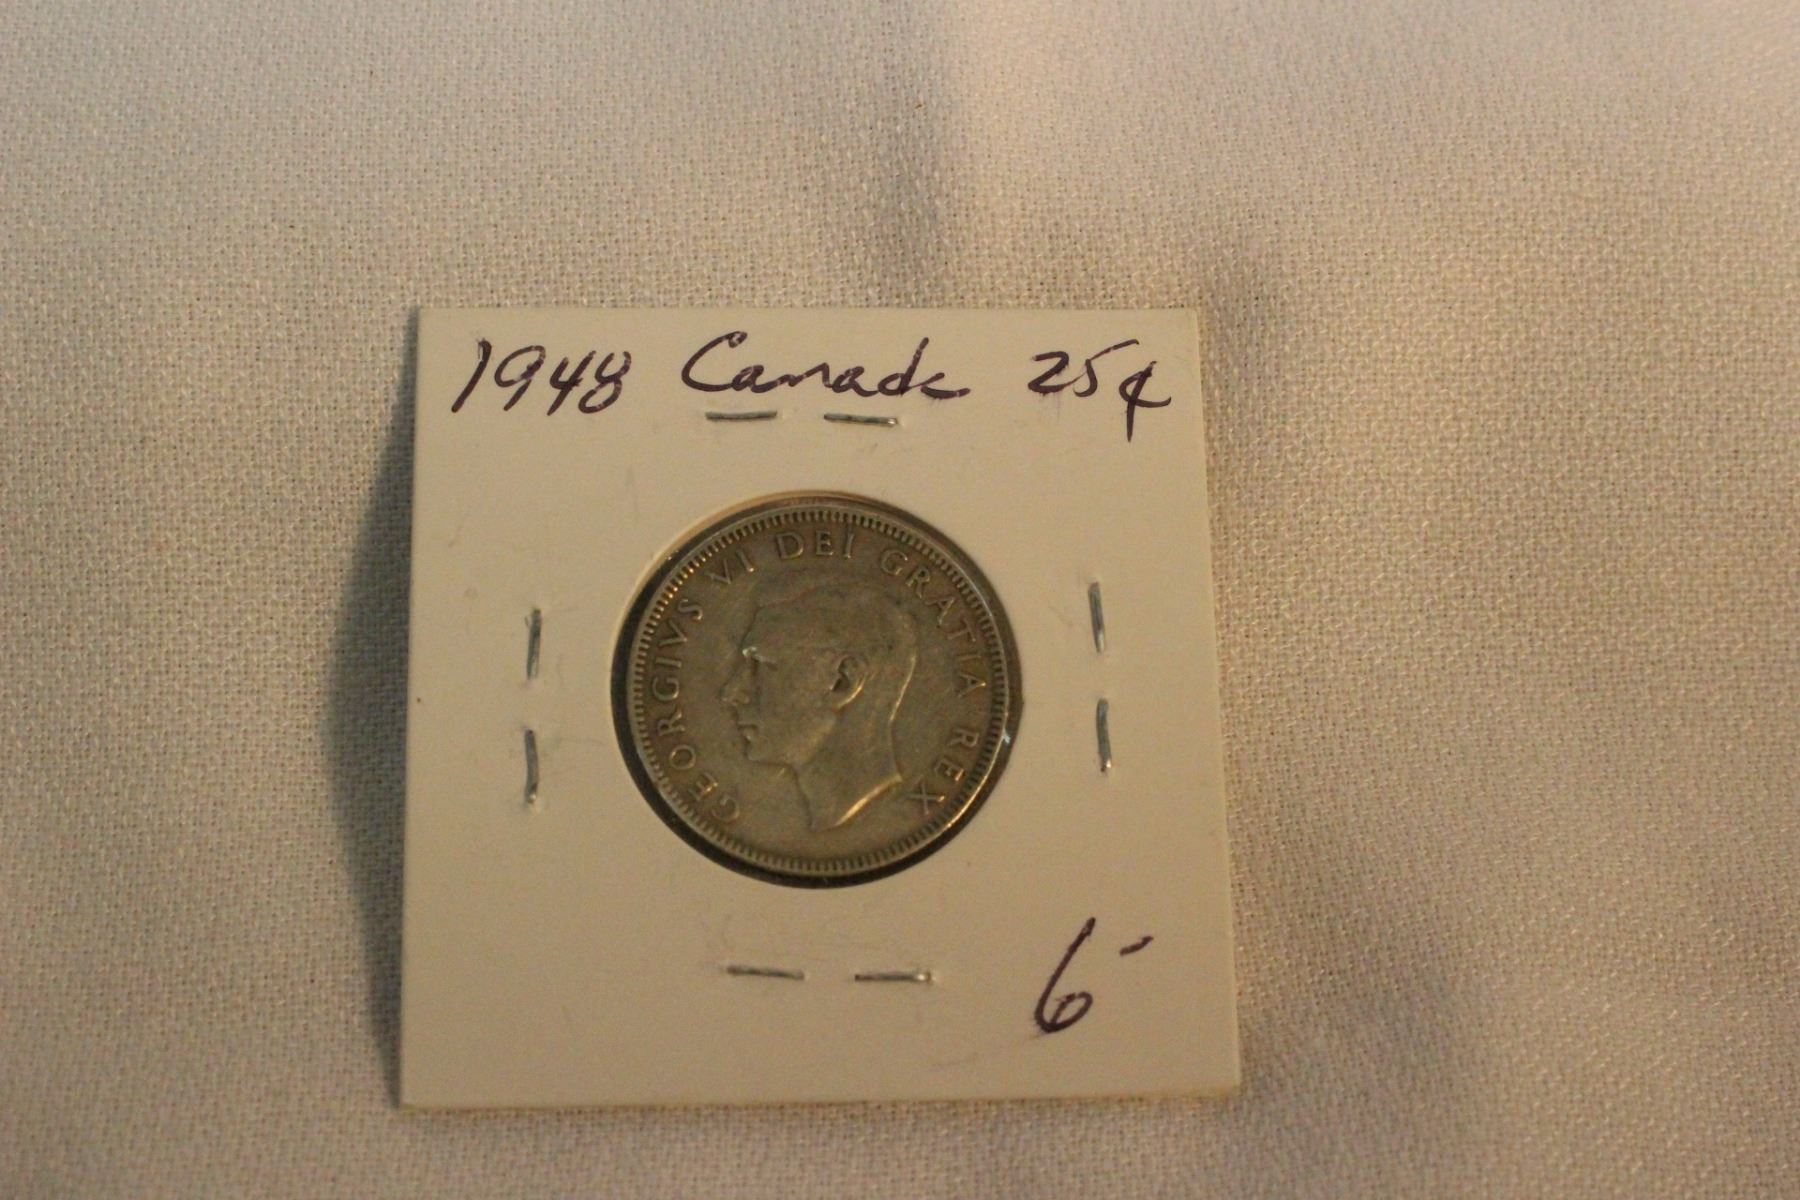 1948 Canada 25¢
GEORGIVS VI DEI GRATIA REX
6-